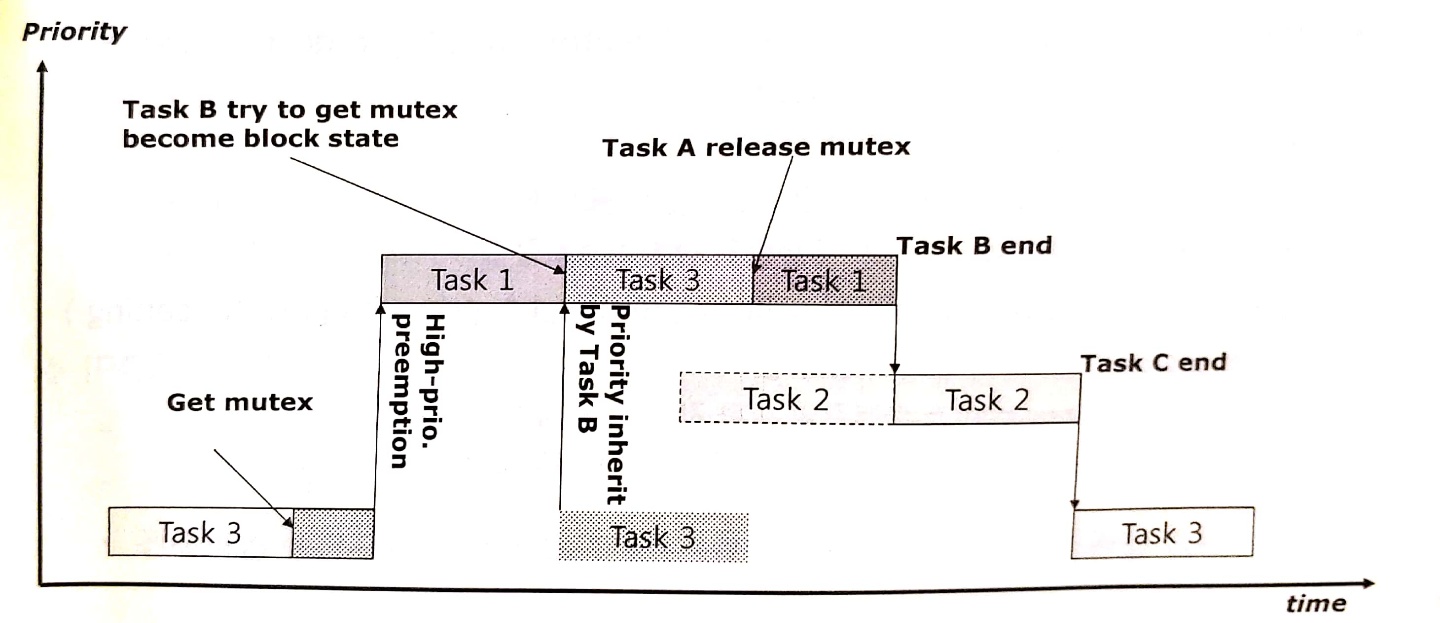 Priority
Task B try to get mutex
become block state
Task A release mutex
Task B end
Task 1
Task 3
Task 1
High-prio.
preemption
Priority inherit
by Task B
Task C end
Task 2
Task 2
Get mutex
Task 3
Task 3
Task 3
time